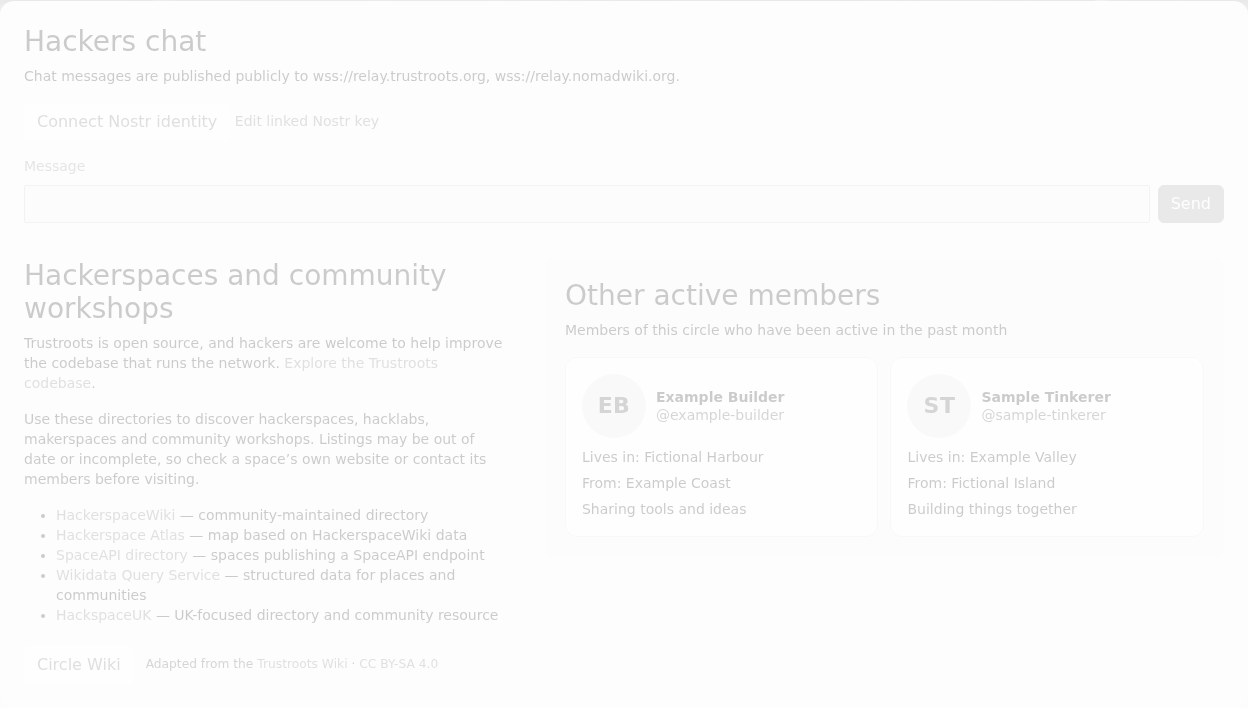 Hackers chat
Chat messages are published publicly to wss://relay.trustroots.org, wss://relay.nomadwiki.org.
Connect Nostr identity Edit linked Nostr key
Message
Send
Hackerspaces and community
workshops
Trustroots is open source, and hackers are welcome to help improve
the codebase that runs the network. Explore the Trustroots
codebase.
Use these directories to discover hackerspaces, hacklabs,
makerspaces and community workshops. Listings may be out of
date or incomplete, so check a space’s own website or contact its
members before visiting.
• HackerspaceWiki — community-maintained directory
• Hackerspace Atlas — map based on HackerspaceWiki data
• SpaceAPI directory — spaces publishing a SpaceAPI endpoint
• Wikidata Query Service — structured data for places and
communities
• HackspaceUK — UK-focused directory and community resource
Circle Wiki Adapted from the Trustroots Wiki · CC BY-SA 4.0
Other active members
Members of this circle who have been active in the past month
EB
Example Builder
@example-builder
Lives in: Fictional Harbour
From: Example Coast
Sharing tools and ideas
ST
Sample Tinkerer
@sample-tinkerer
Lives in: Example Valley
From: Fictional Island
Building things together